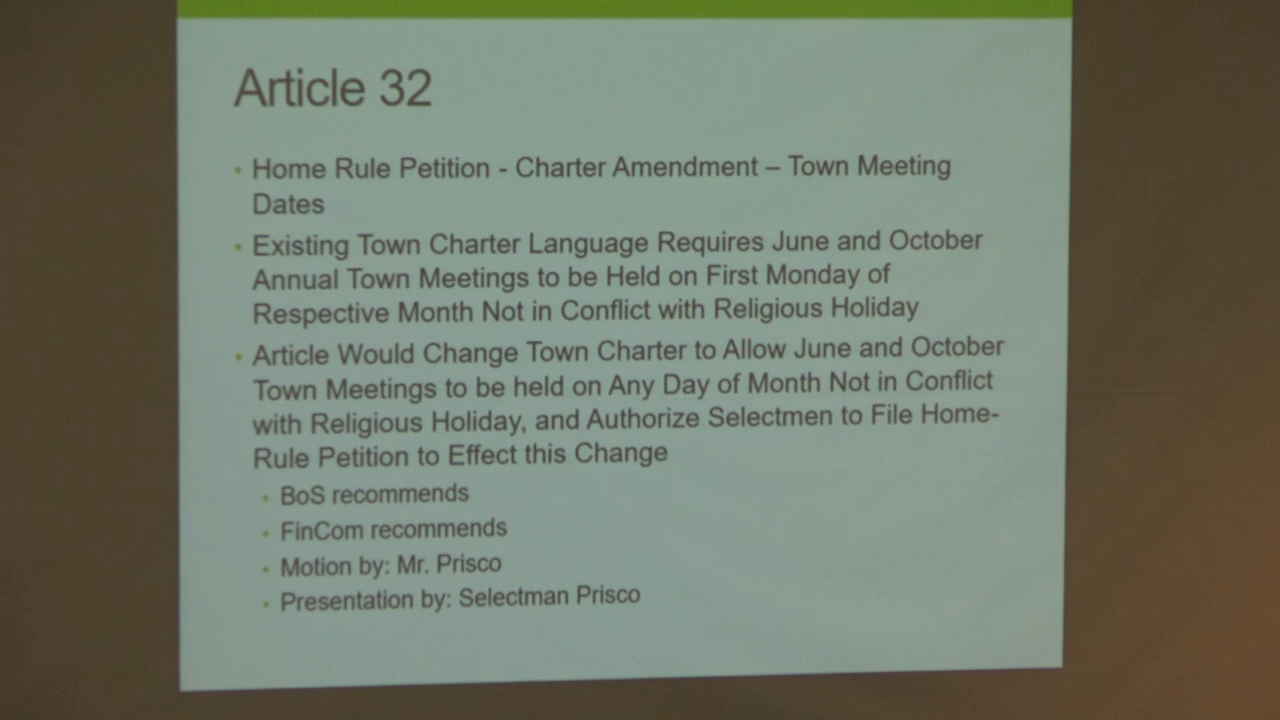 Article 32
• Home Rule Petition - Charter Amendment – Town Meeting
Dates
• Existing Town Charter Language Requires June and October
Annual Town Meetings to be Held on First Monday of
Respective Month Not in Conflict with Religious Holiday
• Article Would Change Town Charter to Allow June and October
Town Meetings to be held on Any Day of Month Not in Conflict
with Religious Holiday, and Authorize Selectmen to File Home-
Rule Petition to Effect this Change
• BoS recommends
• FinCom recommends
• Motion by: Mr. Prisco
• Presentation by: Selectman Prisco